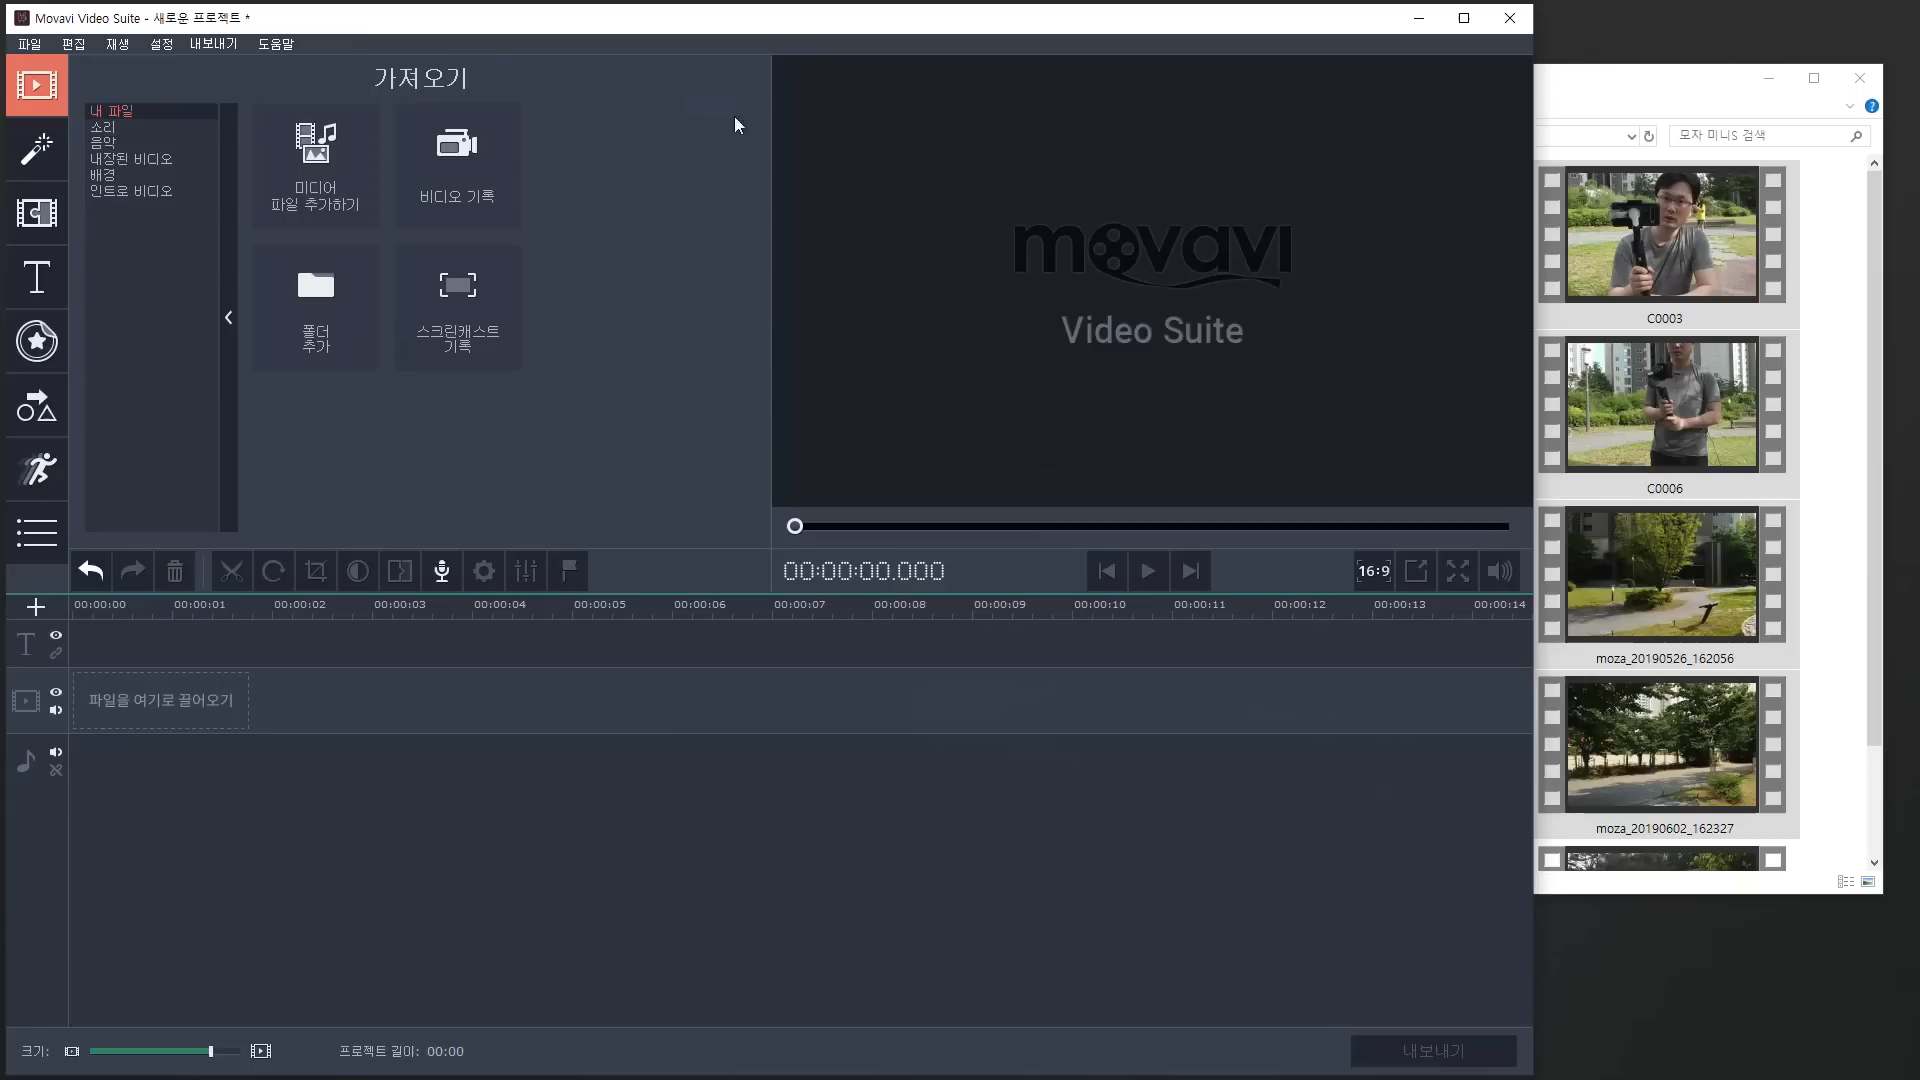 Movavi Video Suite - 새로운 프로젝트 *
파일 편집 재생 설정 내보내기 도움말
가져오기
내 파일
소리
음악
내장된 비디오
배경
인트로 비디오
미디어
파일 추가하기
비디오 기록
폴더
추가
스크린캐스트
기록
movavi
Video Suite
모자 미니S 검색
C0003
C0006
moza_20190526_162056
moza_20190602_162327
00:00:00.000
16:9
00:00:00 00:00:01 00:00:02 00:00:03 00:00:04 00:00:05 00:00:06 00:00:07 00:00:08 00:00:09 00:00:10 00:00:11 00:00:12 00:00:13 00:00:14
파일을 여기로 끌어오기
크기:
프로젝트 길이: 00:00
내보내기